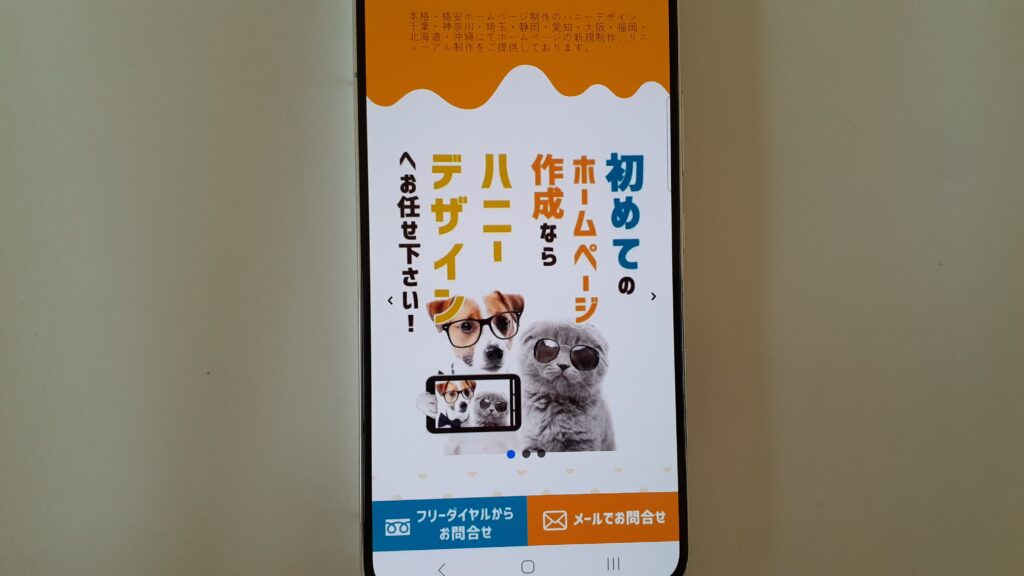 本格・格安ホームページ制作のハニーデザイン
千葉・神奈川・埼玉・静岡・愛知・大阪・福岡・
北海道・沖縄にてホームページの新規制作、リニ
ューアル制作をご提供しております。
初めての
ホームページ
作成なら
ハニー
デザイン
へお任せ下さい!
フリーダイヤルから
お問合せ
メールでお問合せ